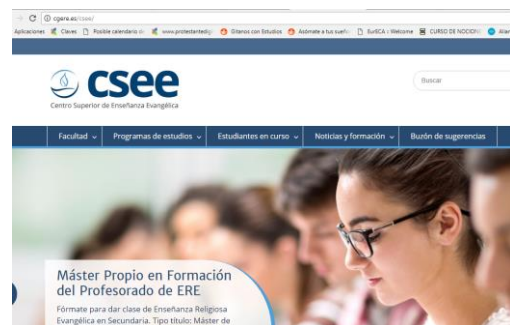 cgere.es/csee/
Aplicaciones Claves Posible calendario de www.protestantedig Gitanos con Estudios Asómate a tus sueñ EurSCA :: Welcome CURSO DE NOCION
csee
Centro Superior de Enseñanza Evangélica
Buscar
Facultad Programas de estudios Estudiantes en curso Noticias y formación Buzón de sugerencias
Máster Propio en Formación
del Profesorado de ERE
Fórmate para dar clase de Enseñanza Religiosa
Evangélica en Secundaria. Tipo título: Máster de